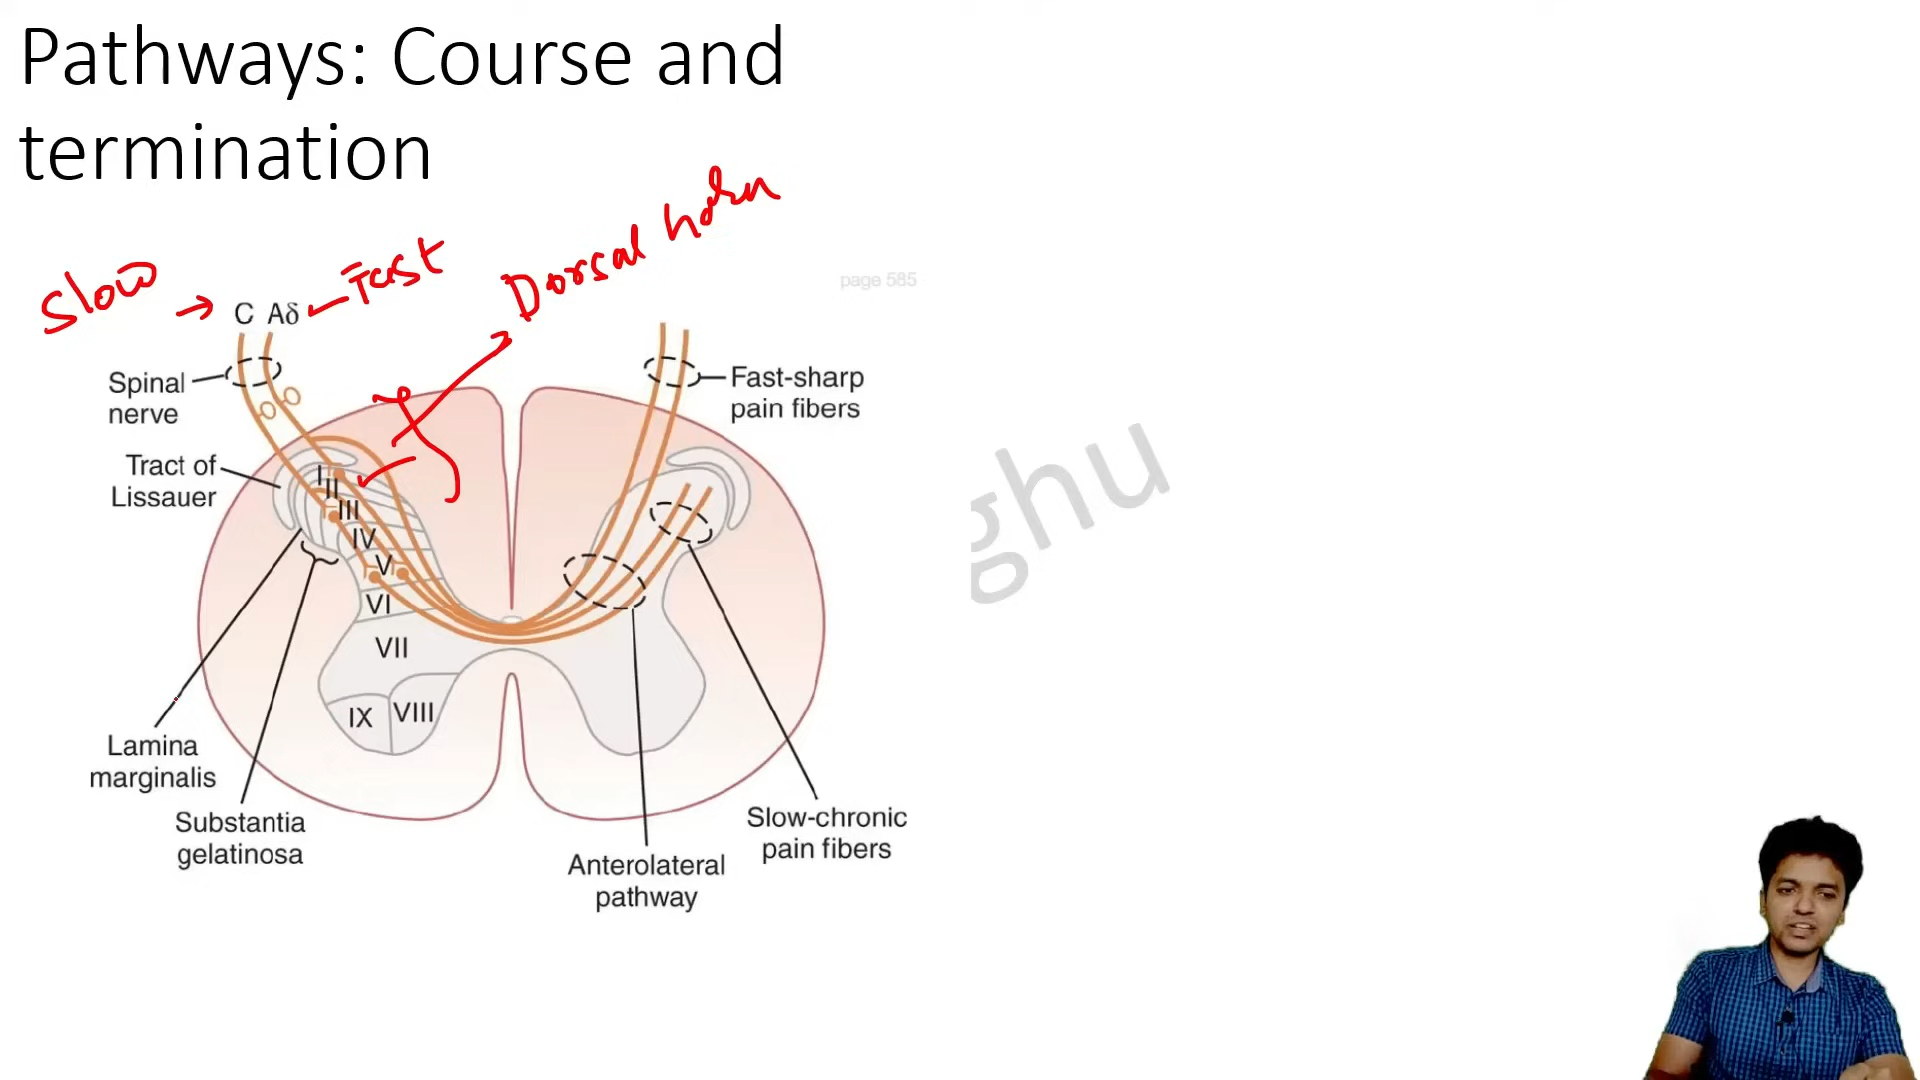 Pathways: Course and
termination
Dorsal horn
Fast
Slow
page 585
C Aδ
Spinal
nerve
Fast-sharp
pain fibers
Tract of
Lissauer
I
II
III
IV
V
VI
VII
IX VIII
ghu
Lamina
marginalis
Substantia
gelatinosa
Slow-chronic
pain fibers
Anterolateral
pathway